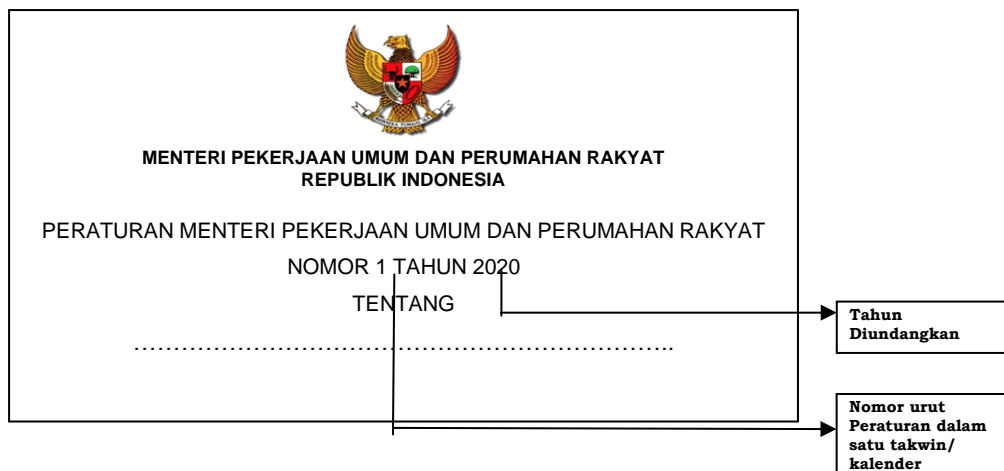 MENTERI PEKERJAAN UMUM DAN PERUMAHAN RAKYAT
REPUBLIK INDONESIA
PERATURAN MENTERI PEKERJAAN UMUM DAN PERUMAHAN RAKYAT
NOMOR 1 TAHUN 2020
TENTANG
…………………………………………………………..
Tahun
Diundangkan
Nomor urut
Peraturan dalam
satu takwin/
kalender